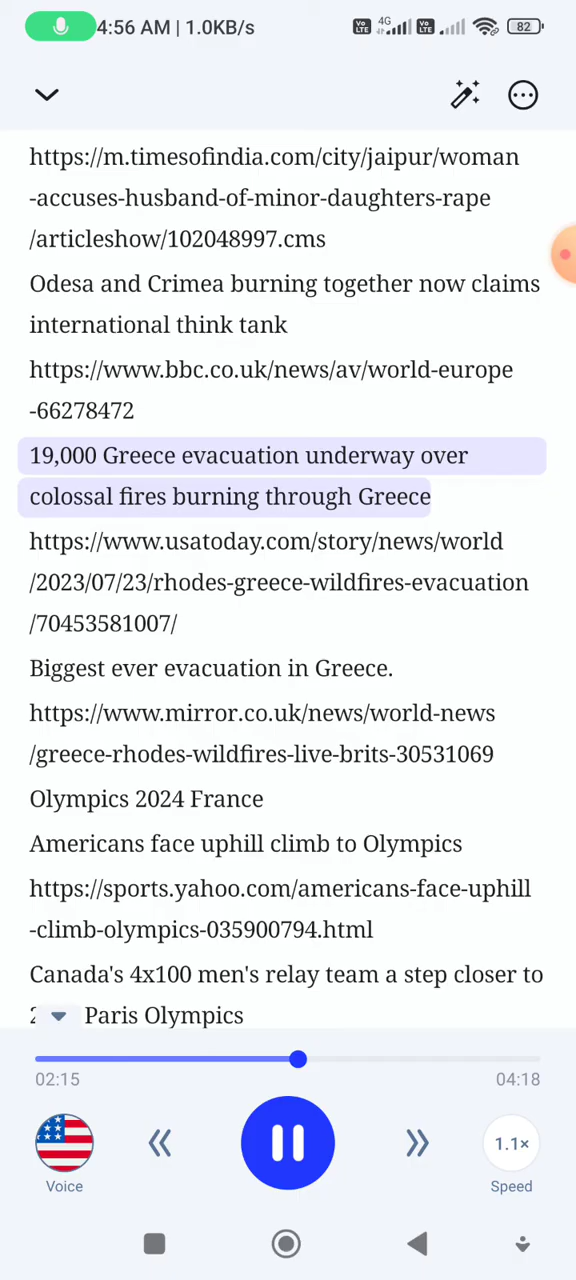 4:56 AM | 1.0KB/s
Vo LTE 4G Vo LTE 82
https://m.timesofindia.com/city/jaipur/woman
-accuses-husband-of-minor-daughters-rape
/articleshow/102048997.cms
Odesa and Crimea burning together now claims
international think tank
https://www.bbc.co.uk/news/av/world-europe
-66278472
19,000 Greece evacuation underway over
colossal fires burning through Greece
https://www.usatoday.com/story/news/world
/2023/07/23/rhodes-greece-wildfires-evacuation
/70453581007/
Biggest ever evacuation in Greece.
https://www.mirror.co.uk/news/world-news
/greece-rhodes-wildfires-live-brits-30531069
Olympics 2024 France
Americans face uphill climb to Olympics
https://sports.yahoo.com/americans-face-uphill
-climb-olympics-035900794.html
Canada's 4x100 men's relay team a step closer to
Paris Olympics
02:15 04:18
1.1×
Voice Speed